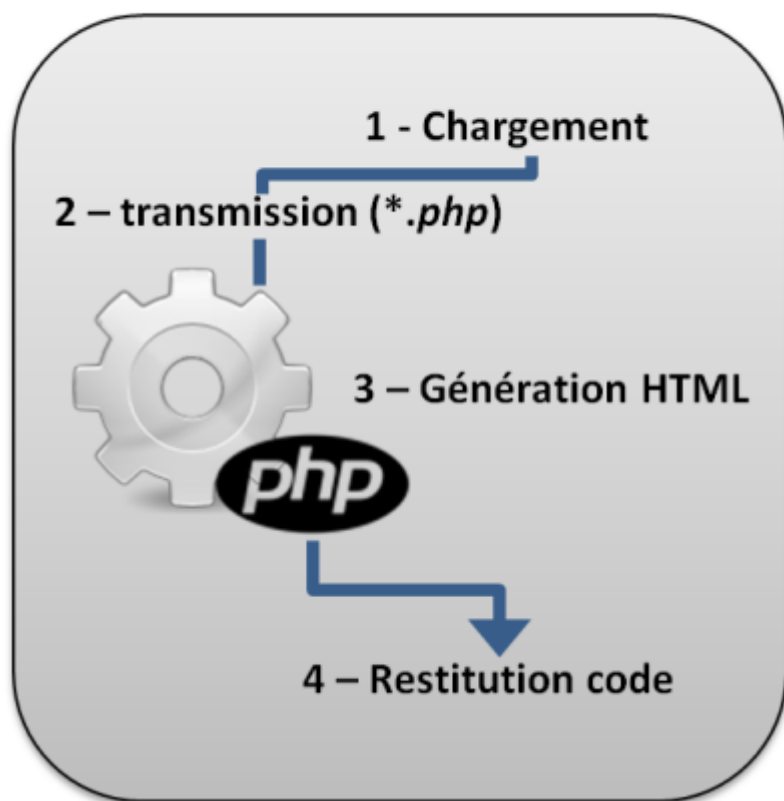 1 - Chargement
2 – transmission (*.php)
3 – Génération HTML
php
4 – Restitution code